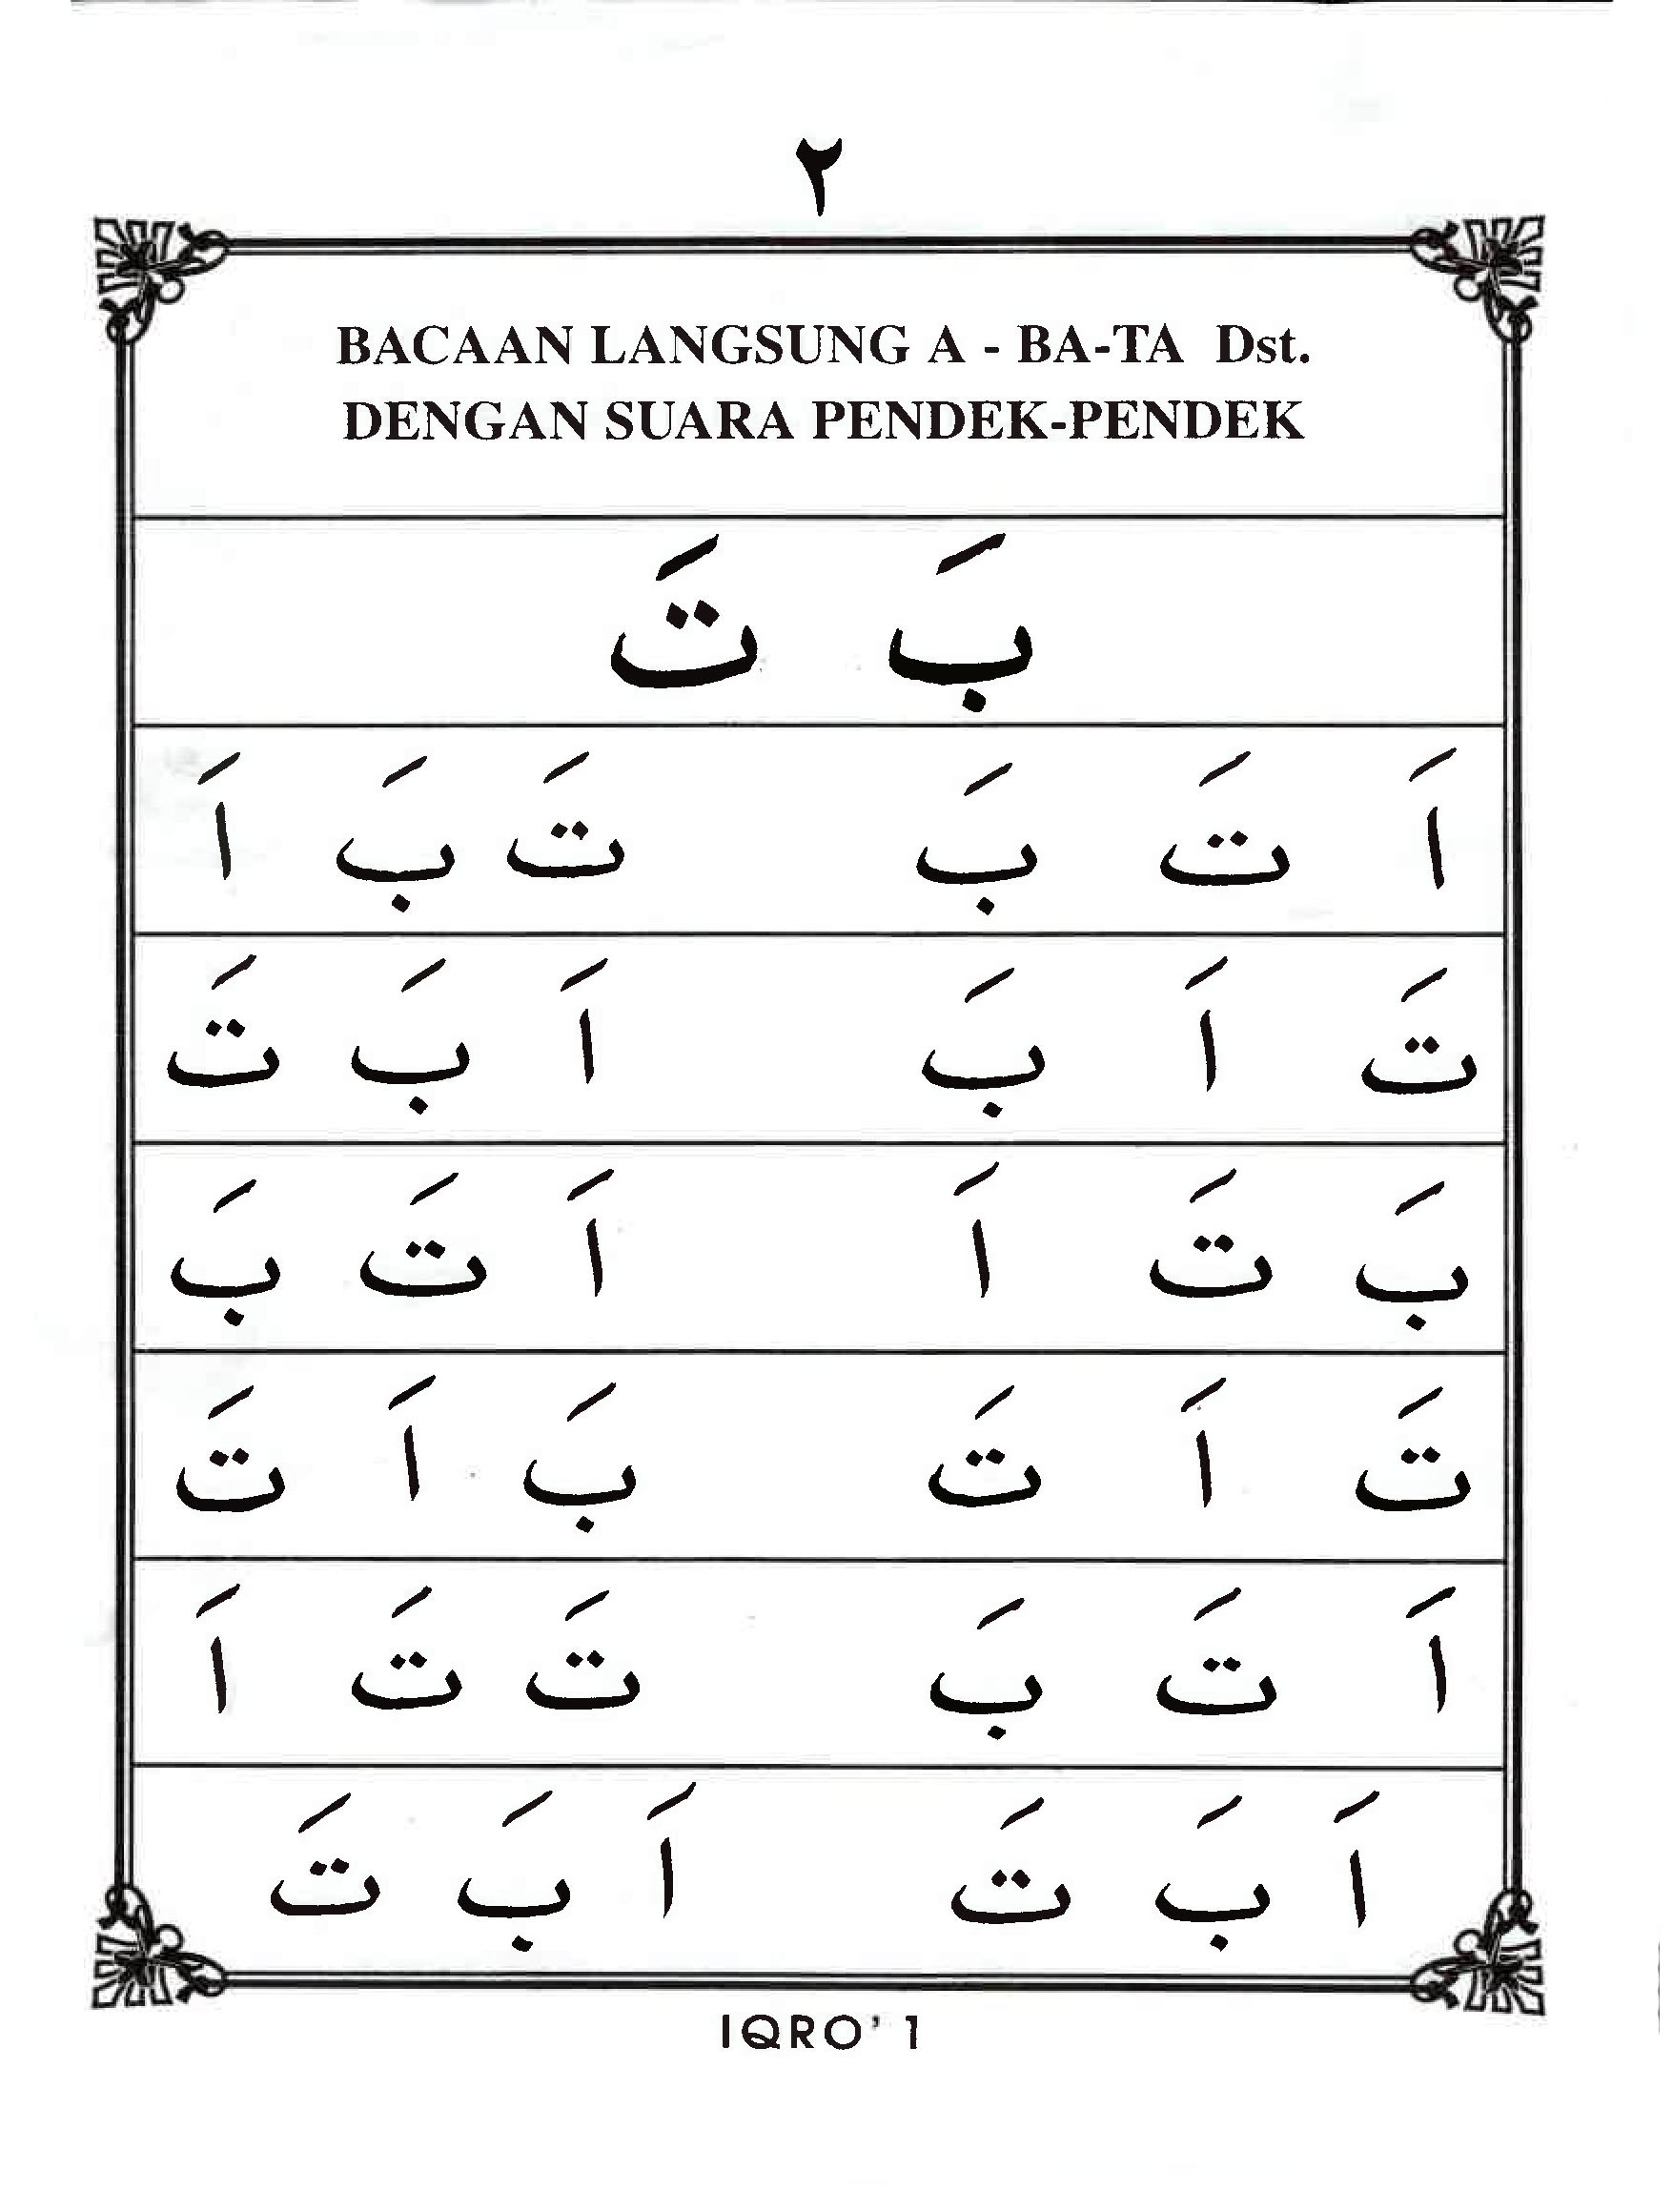 ٢
BACAAN LANGSUNG A - BA-TA Dst.
DENGAN SUARA PENDEK-PENDEK
بَ تَ
اَ تَ بَ تَ بَ اَ
تَ اَ بَ اَ بَ تَ
بَ تَ اَ اَ تَ بَ
تَ اَ تَ بَ اَ تَ
اَ تَ بَ تَ تَ اَ
اَ بَ تَ اَ بَ تَ
IQRO' 1